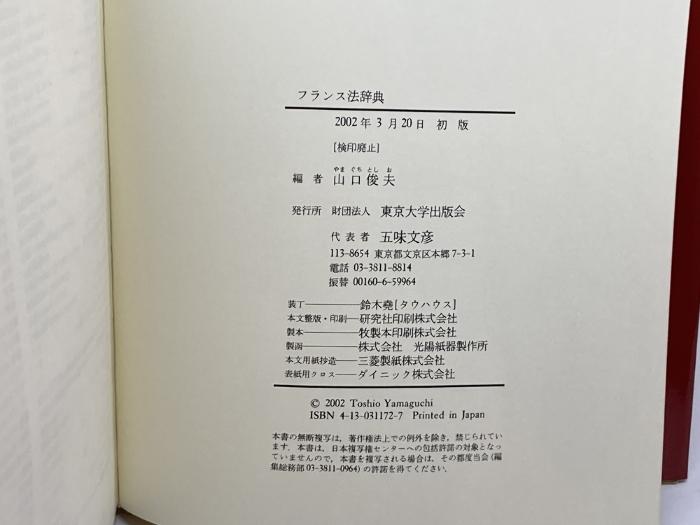 フランス法辞典
2002年3月20日 初版
[検印廃止]
やま ぐち とし お
編者 山口俊夫
発行所 財団法人 東京大学出版会
代表者 五味文彦
113-8654 東京都文京区本郷7-3-1
電話 03-3811-8814
振替 00160-6-59964
装丁――鈴木堯[タウハウス]
本文整版・印刷―研究社印刷株式会社
製本――牧製本印刷株式会社
製函――株式会社 光陽紙器製作所
本文用紙抄造――三菱製紙株式会社
表紙用クロス――ダイニック株式会社
© 2002 Toshio Yamaguchi
ISBN 4-13-031172-7 Printed in Japan
本書の無断複写は，著作権法上での例外を除き，禁じられてい
ます．本書は，日本複写権センターへの包括許諾の対象となっ
ていませんので，本書を複写される場合は，その都度当会(編
集総務部 03-3811-0964)の許諾を得てください．